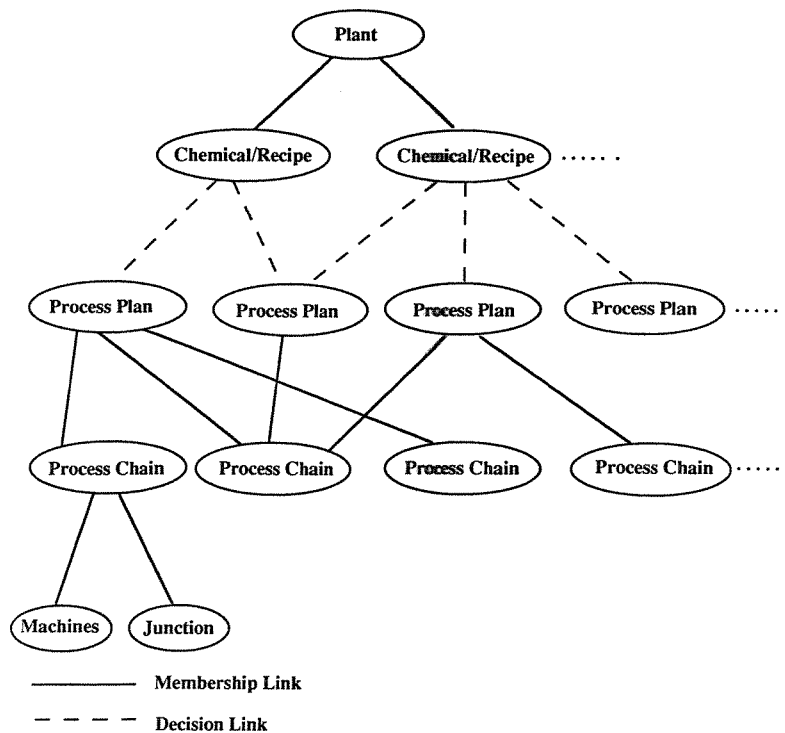 Plant
Chemical/Recipe
Chemical/Recipe ......
Process Plan
Process Plan
Process Plan
Process Plan .....
Process Chain
Process Chain
Process Chain
Process Chain .....
Machines
Junction
Membership Link
Decision Link